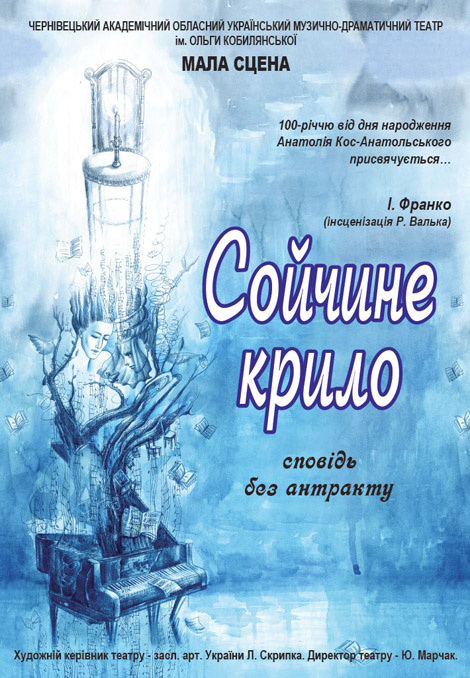 ЧЕРНІВЕЦЬКИЙ АКАДЕМІЧНИЙ ОБЛАСНИЙ УКРАЇНСЬКИЙ МУЗИЧНО-ДРАМАТИЧНИЙ ТЕАТР
ім. ОЛЬГИ КОБИЛЯНСЬКОЇ
МАЛА СЦЕНА
100-річчю від дня народження
Анатолія Кос-Анатольського
присвячується...
І. Франко
(інсценізація Р. Валька)
Сойчине
крило
сповідь
без антракту
Художній керівник театру - засл. арт. України Л. Скрипка. Директор театру - Ю. Марчак.